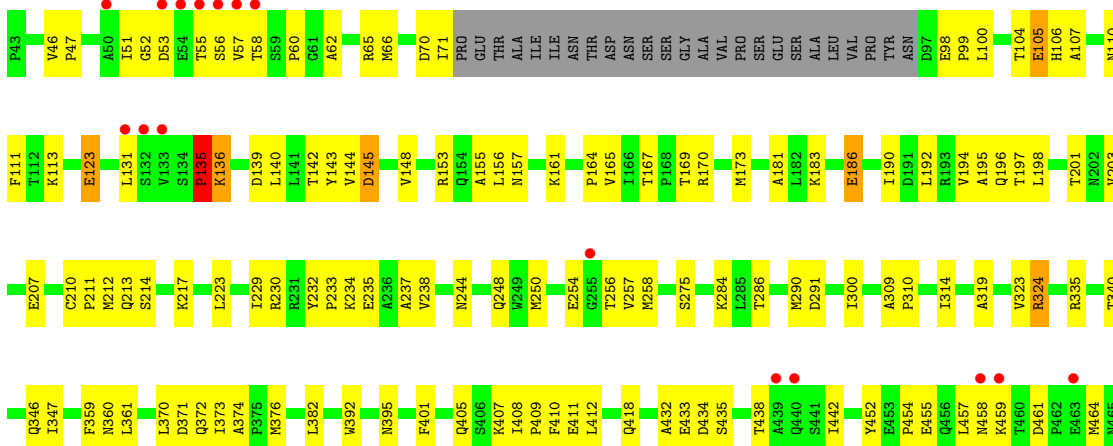 P43 V46 P47 A50 I51 G52 D53 E54 T55 S56 V57 T58 S59 P60 G61 A62 R65 M66 D70 I71 PRO GLU THR ALA ILE ILE ASN THR ASP ASN SER SER GLY ALA VAL PRO SER GLU SER ALA LEU VAL PRO TYR ASN D97 E98 P99 L100 T104 E105 H106 A107 N110
F111 T112 K113 E123 L131 S132 V133 S134 P135 K136 D139 L140 L141 T142 Y143 V144 D145 V148 R153 Q154 A155 L156 N157 K161 P164 V165 I166 T167 P168 T169 R170 M173 A181 L182 K183 E186 I190 D191 L192 R193 V194 A195 Q196 T197 L198 T201 N202 V203
E207 C210 P211 M212 Q213 S214 K217 L223 I229 R230 R231 Y232 P233 K234 E235 A236 A237 V238 N244 Q248 W249 M250 E254 G255 T256 V257 M258 S275 K284 L285 T286 M290 D291 I300 A309 P310 I314 A319 V323 R324 R335 T340
Q346 I347 F359 N360 L361 L370 D371 Q372 I373 A374 P375 M376 L382 W392 N395 F401 Q405 S406 K407 I408 P409 F410 E411 L412 Q418 A432 E433 D434 S435 T438 A439 Q440 S441 I442 Y452 E453 P454 E455 Q456 L457 N458 K459 T460 D461 P462 E463 M464 N465